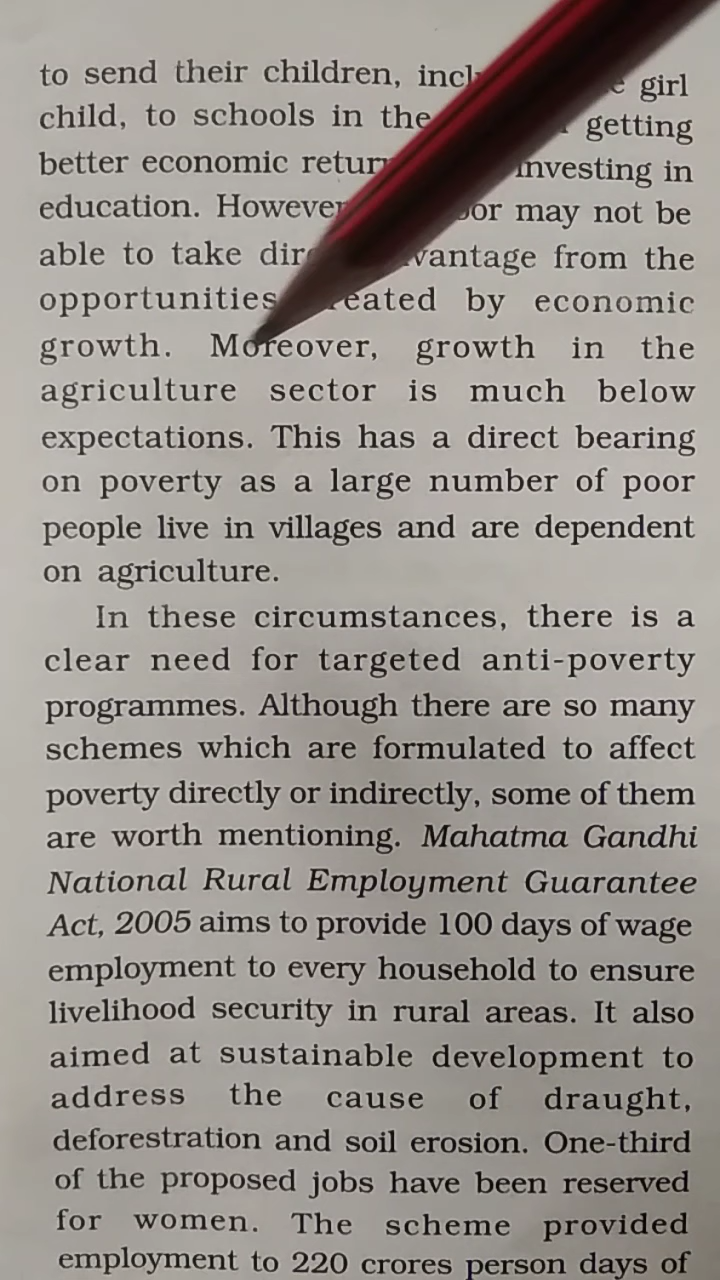 to send their children, girl
child, to schools in the getting
better economic investing in
education. However may not be
able to take from the
opportunities by economic
growth. Moreover, growth in the
agriculture sector is much below
expectations. This has a direct bearing
on poverty as a large number of poor
people live in villages and are dependent
on agriculture.
In these circumstances, there is a
clear need for targeted anti-poverty
programmes. Although there are so many
schemes which are formulated to affect
poverty directly or indirectly, some of them
are worth mentioning. Mahatma Gandhi
National Rural Employment Guarantee
Act, 2005 aims to provide 100 days of wage
employment to every household to ensure
livelihood security in rural areas. It also
aimed at sustainable development to
address the cause of draught,
deforestration and soil erosion. One-third
of the proposed jobs have been reserved
for women. The scheme provided
employment to 220 crores person days of